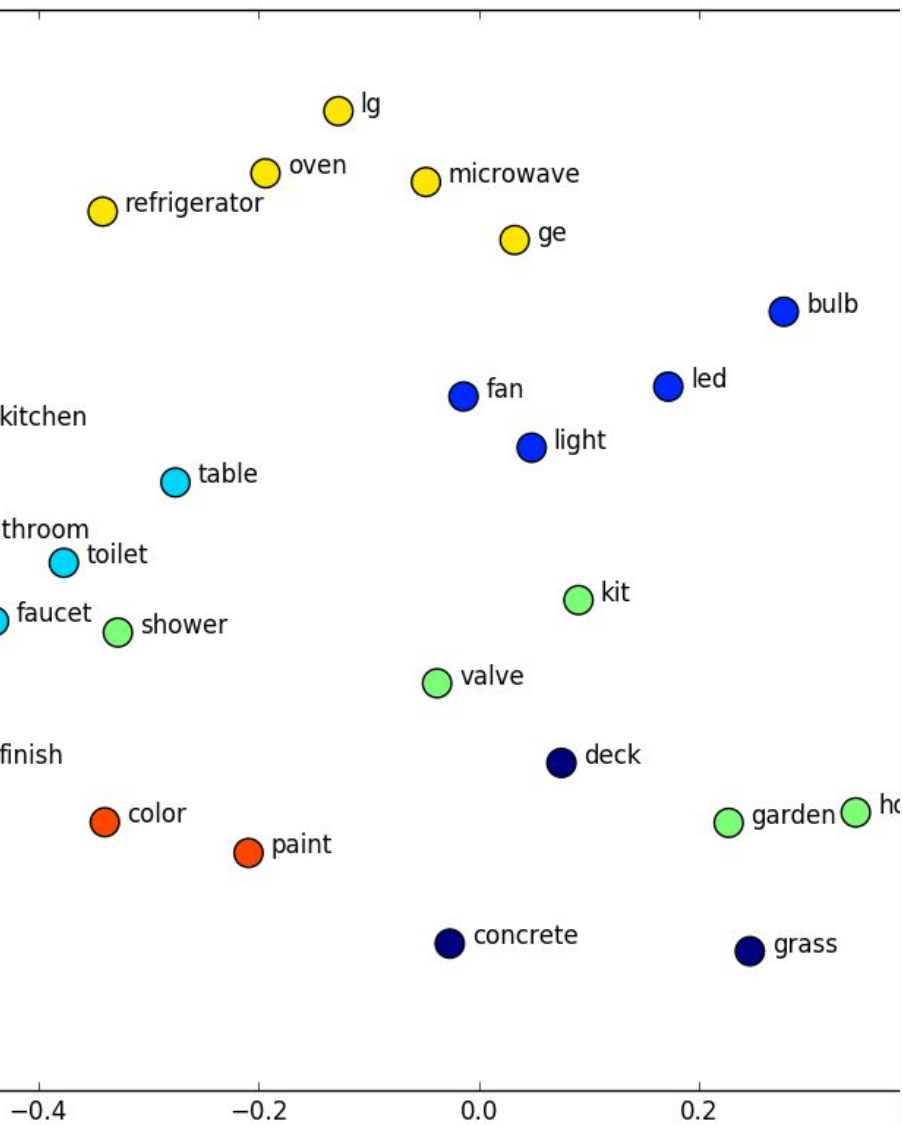 lg
oven
microwave
refrigerator
ge
bulb
led
fan
kitchen
light
table
throom
toilet
kit
faucet
shower
valve
finish
deck
color
garden
paint
concrete
grass
−0.4 −0.2 0.0 0.2